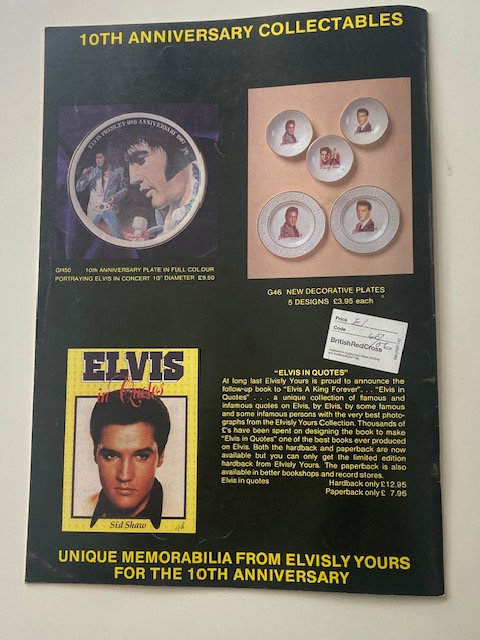 10TH ANNIVERSARY COLLECTABLES
ELVIS PRESLEY 10th ANNIVERSARY 1987
GH50 10th ANNIVERSARY PLATE IN FULL COLOUR
PORTRAYING ELVIS IN CONCERT 10" DIAMETER £9.50
G46 NEW DECORATIVE PLATES
5 DESIGNS £3.95 each
Price £1
Code
BritishRedCross
ELVIS
in Quotes
Sid Shaw
"ELVIS IN QUOTES"
At long last Elvisly Yours is proud to announce the
follow-up book to "Elvis A King Forever". . . "Elvis in
Quotes" . . . . a unique collection of famous and
infamous quotes on Elvis, by Elvis, by some famous
and some infamous persons with the very best photo-
graphs from the Elvisly Yours Collection. Thousands of
£'s have been spent on designing the book to make
"Elvis in Quotes" one of the best books ever produced
on Elvis. Both the hardback and paperback are now
available but you can only get the limited edition
hardback from Elvisly Yours. The paperback is also
available in better bookshops and record stores.
Elvis in quotes Hardback only £12.95
Paperback only £ 7.95
UNIQUE MEMORABILIA FROM ELVISLY YOURS
FOR THE 10TH ANNIVERSARY